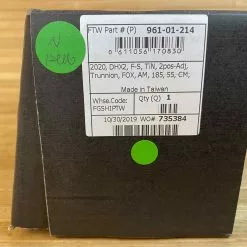 FTW Part # (P) 961-01-214
6611056170830
2020, DHX2, F-S, TiN, 2pos-Adj,
Trunnion, FOX, AM, 185, 55, CM,
Made in Taiwan
Whse.Code: Qty (Q) 1
FGSHIPTW
10/30/2019 WO# 735384